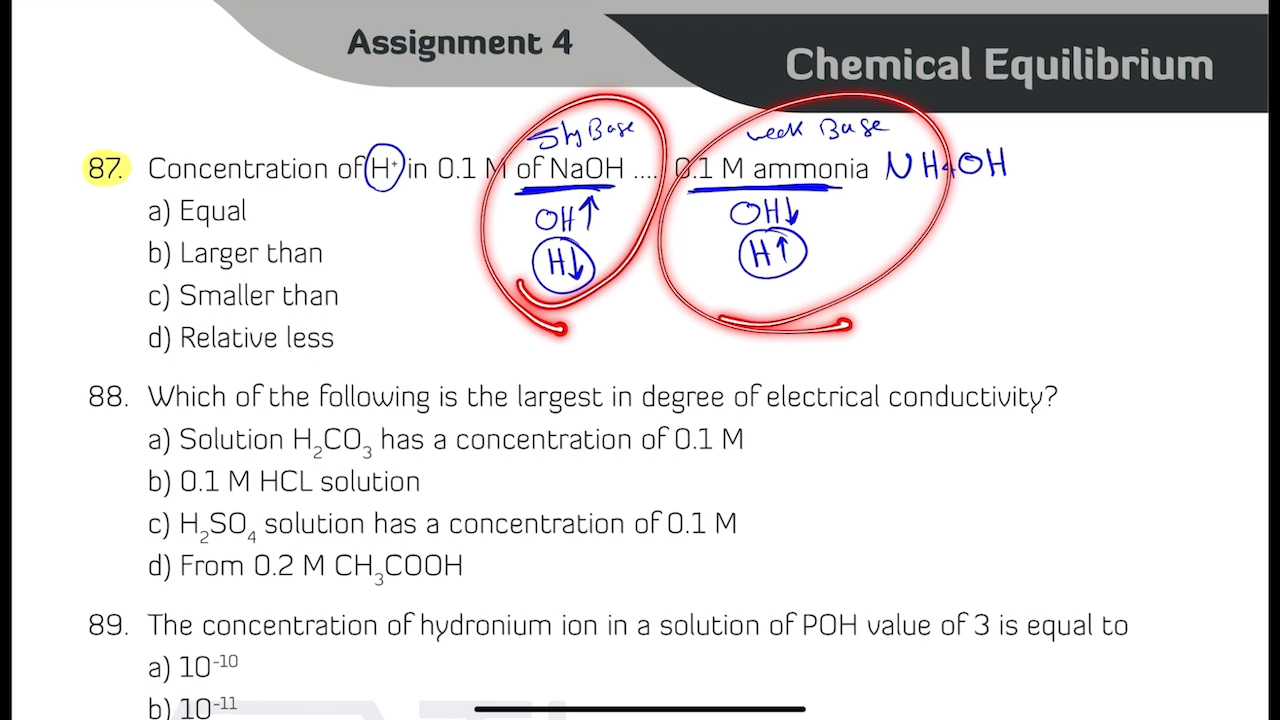 Assignment 4
Chemical Equilibrium
Stg Base
week Base
87. Concentration of H+ in 0.1 M of NaOH .... 0.1 M ammonia NH4OH
a) Equal
OH↑
OH↓
b) Larger than
H↓
H↑
c) Smaller than
d) Relative less
88. Which of the following is the largest in degree of electrical conductivity?
a) Solution H₂CO₃ has a concentration of 0.1 M
b) 0.1 M HCL solution
c) H₂SO₄ solution has a concentration of 0.1 M
d) From 0.2 M CH₃COOH
89. The concentration of hydronium ion in a solution of POH value of 3 is equal to
a) 10⁻¹⁰
b) 10⁻¹¹